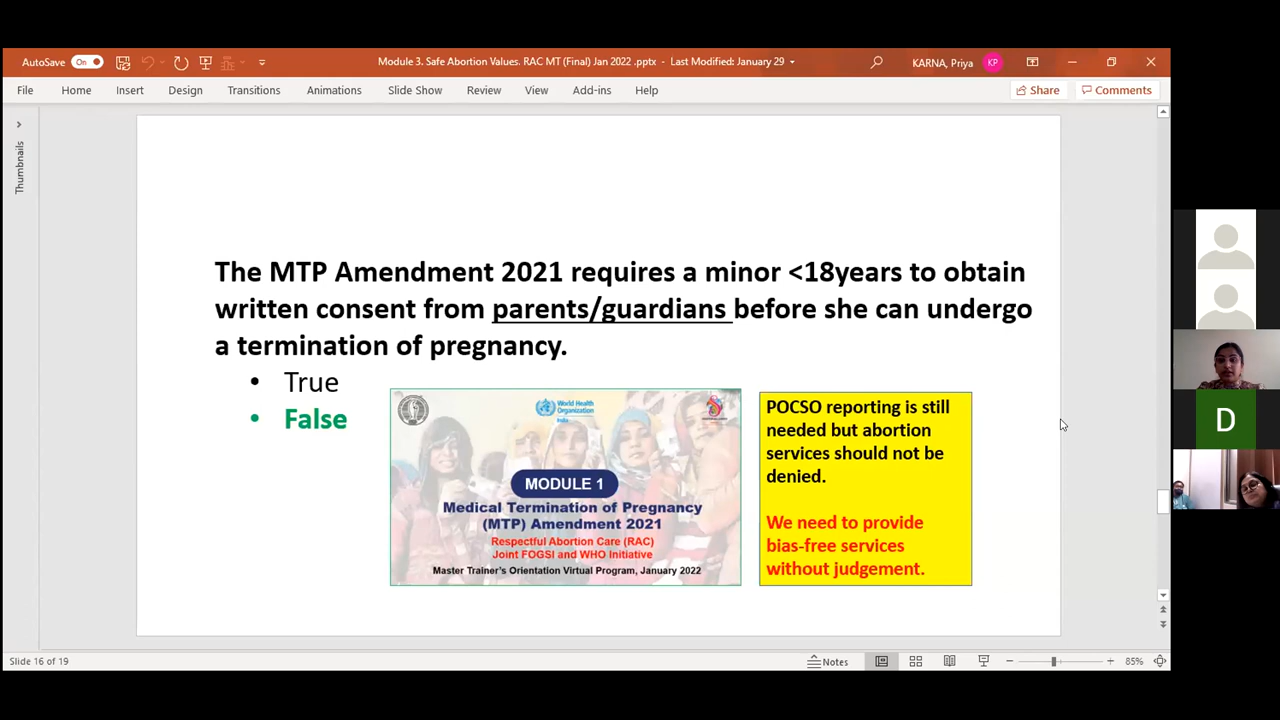 AutoSave On
Module 3. Safe Abortion Values. RAC MT (Final) Jan 2022 .pptx - Last Modified: January 29
KARNA, Priya KP
File Home Insert Design Transitions Animations Slide Show Review View Add-ins Help Share Comments
Thumbnails
The MTP Amendment 2021 requires a minor <18years to obtain
written consent from parents/guardians before she can undergo
a termination of pregnancy.
• True
• False
World Health
Organization
India
MODULE 1
Medical Termination of Pregnancy
(MTP) Amendment 2021
Respectful Abortion Care (RAC)
Joint FOGSI and WHO Initiative
Master Trainer's Orientation Virtual Program, January 2022
POCSO reporting is still
needed but abortion
services should not be
denied.
We need to provide
bias-free services
without judgement.
D
Slide 16 of 19
Notes
85%